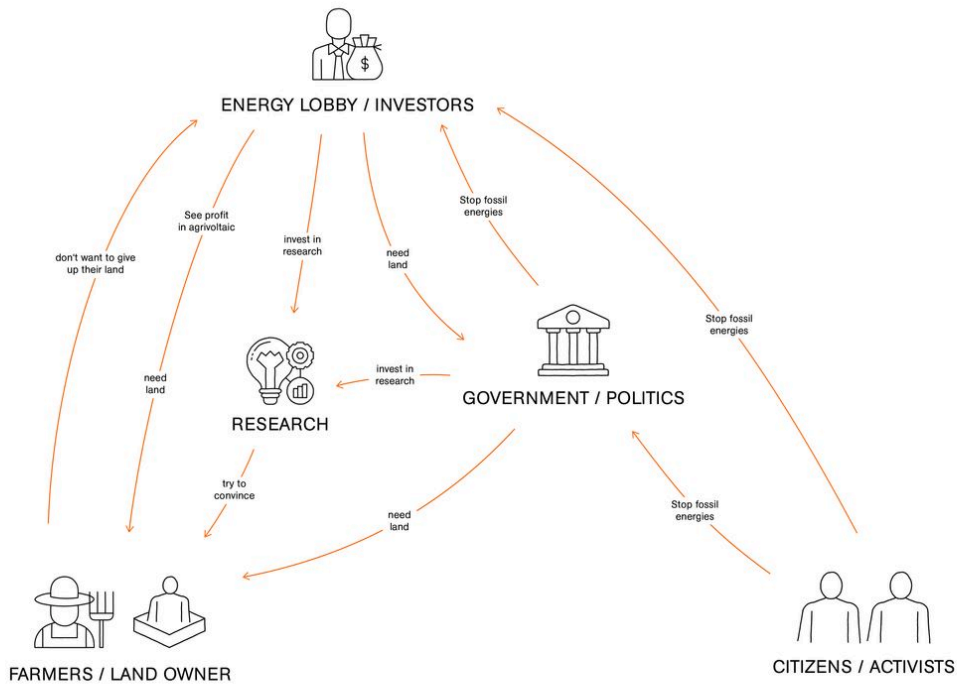 $
ENERGY LOBBY / INVESTORS
See profit
in agrivoltaic
Stop fossil
energies
invest in
research
don't want to give
up their land
need
land
Stop fossil
energies
need
land
invest in
research
GOVERNMENT / POLITICS
RESEARCH
try to
convince
need
land
Stop fossil
energies
FARMERS / LAND OWNER
CITIZENS / ACTIVISTS